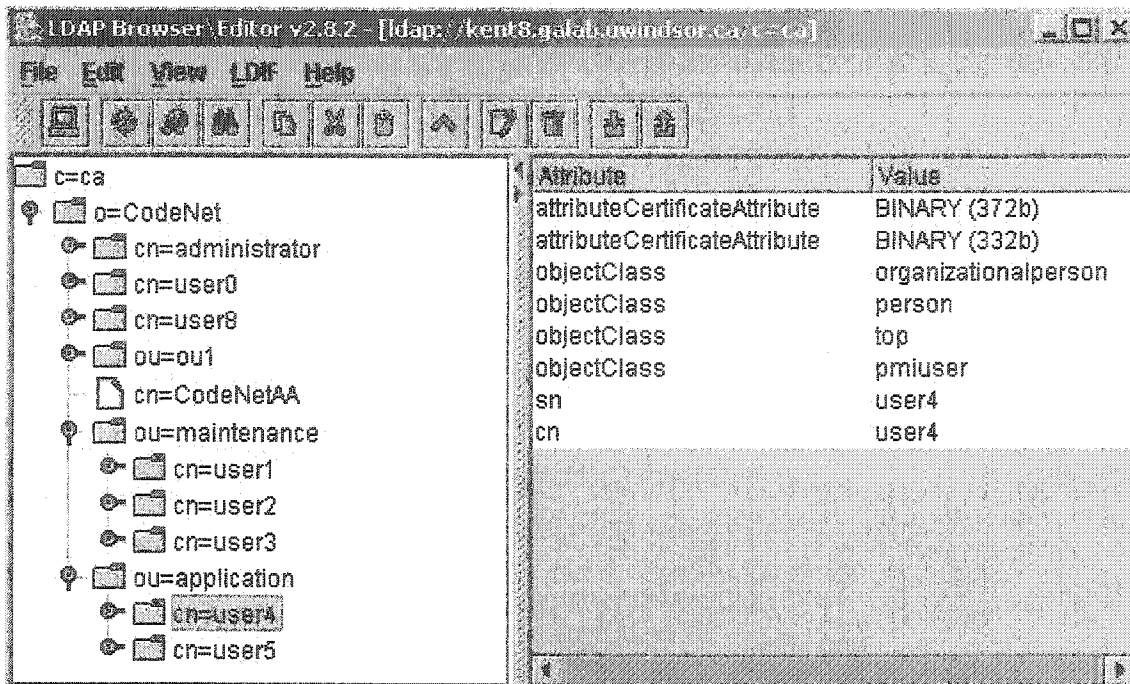 LDAP Browser\Editor v2.8.2 - [ldap://kent8.galab.uwindsor.ca/c=ca]
File Edit View LDIF Help
c=ca
o=CodeNet
cn=administrator
cn=user0
cn=user8
ou=ou1
cn=CodeNetAA
ou=maintenance
cn=user1
cn=user2
cn=user3
ou=application
cn=user4
cn=user5
Attribute Value
attributeCertificateAttribute BINARY (372b)
attributeCertificateAttribute BINARY (332b)
objectClass organizationalperson
objectClass person
objectClass top
objectClass pmiuser
sn user4
cn user4